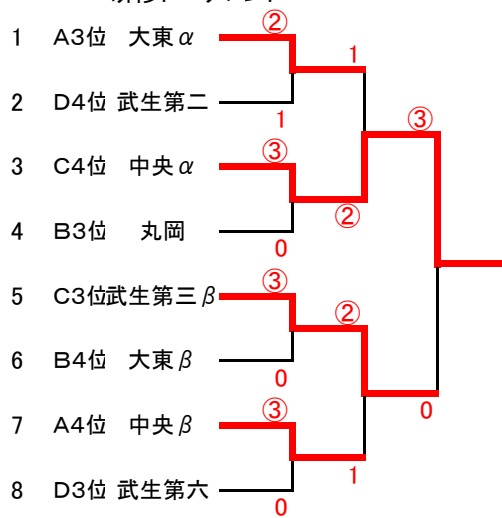 ②
1 A3位 大東α
1
2 D4位 武生第二
1
③
③
3 C4位 中央α
②
4 B3位 丸岡
0
③
5 C3位武生第三β
②
6 B4位 大東β
0
0
③
7 A4位 中央β
1
8 D3位 武生第六
0